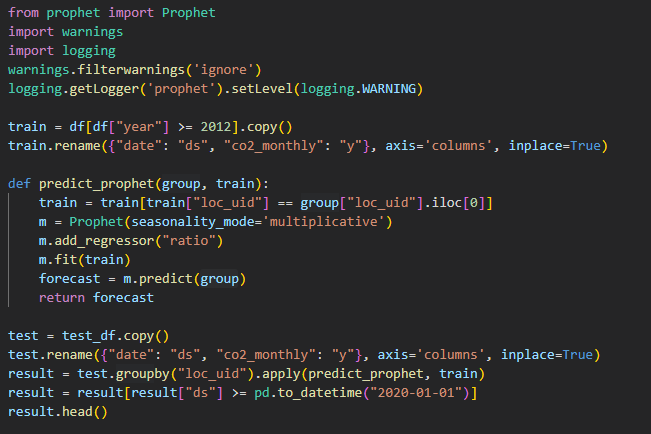 from prophet import Prophet
import warnings
import logging
warnings.filterwarnings('ignore')
logging.getLogger('prophet').setLevel(logging.WARNING)
train = df[df["year"] >= 2012].copy()
train.rename({"date": "ds", "co2_monthly": "y"}, axis='columns', inplace=True)
def predict_prophet(group, train):
    train = train[train["loc_uid"] == group["loc_uid"].iloc[0]]
    m = Prophet(seasonality_mode='multiplicative')
    m.add_regressor("ratio")
    m.fit(train)
    forecast = m.predict(group)
    return forecast
test = test_df.copy()
test.rename({"date": "ds", "co2_monthly": "y"}, axis='columns', inplace=True)
result = test.groupby("loc_uid").apply(predict_prophet, train)
result = result[result["ds"] >= pd.to_datetime("2020-01-01")]
result.head()